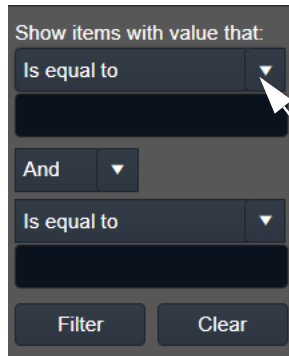 Show items with value that:
Is equal to
And
Is equal to
Filter Clear